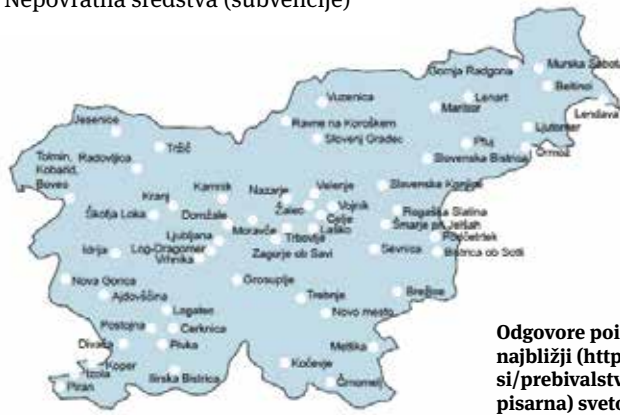 Nepovratna sredstva (subvencije)
Gornja Radgona
Murska Sobota
Beltinci
Vuzenica
Lenart
Maribor
Lendava
Jesenice
Ravne na Koroškem
Ljutomer
Slovenj Gradec
Tržič
Ptuj
Ormož
Tolmin,
Kobarid,
Bovec
Radovljica
Slovenska Bistrica
Kamnik
Nazarje
Velenje
Slovenske Konjice
Kranj
Škofja Loka
Domžale
Žalec
Vojnik
Celje
Rogaška Slatina
Šmarje pri Jelšah
Ljubljana
Moravče
Laško
Podčetrtek
Idrija
Log-Dragomer
Vrhnika
Trbovlje
Zagorje ob Savi
Sevnica
Bistrica ob Sotli
Nova Gorica
Grosuplje
Ajdovščina
Trebnje
Brežice
Logatec
Novo mesto
Postojna
Cerknica
Divača
Pivka
Metlika
Koper
Izola
Piran
Ilirska Bistrica
Kočevje
Črnomelj
Odgovore poi
najbližji (http
si/prebivalstv
pisarna) sveto